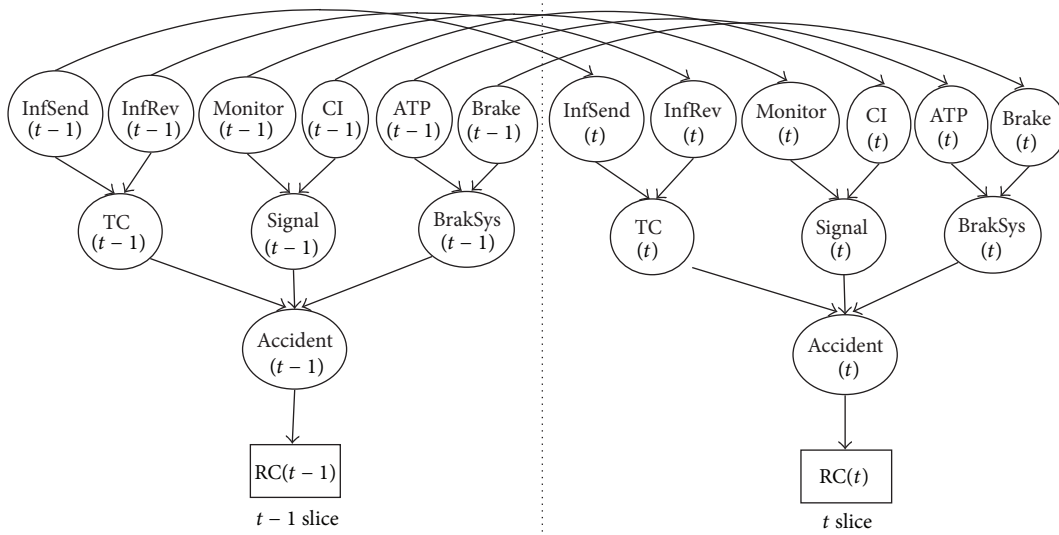 InfSend
(t − 1)
InfRev
(t − 1)
Monitor
(t − 1)
CI
(t − 1)
ATP
(t − 1)
Brake
(t − 1)
TC
(t − 1)
Signal
(t − 1)
BrakSys
(t − 1)
Accident
(t − 1)
RC(t − 1)
t − 1 slice
InfSend
(t)
InfRev
(t)
Monitor
(t)
CI
(t)
ATP
(t)
Brake
(t)
TC
(t)
Signal
(t)
BrakSys
(t)
Accident
(t)
RC(t)
t slice